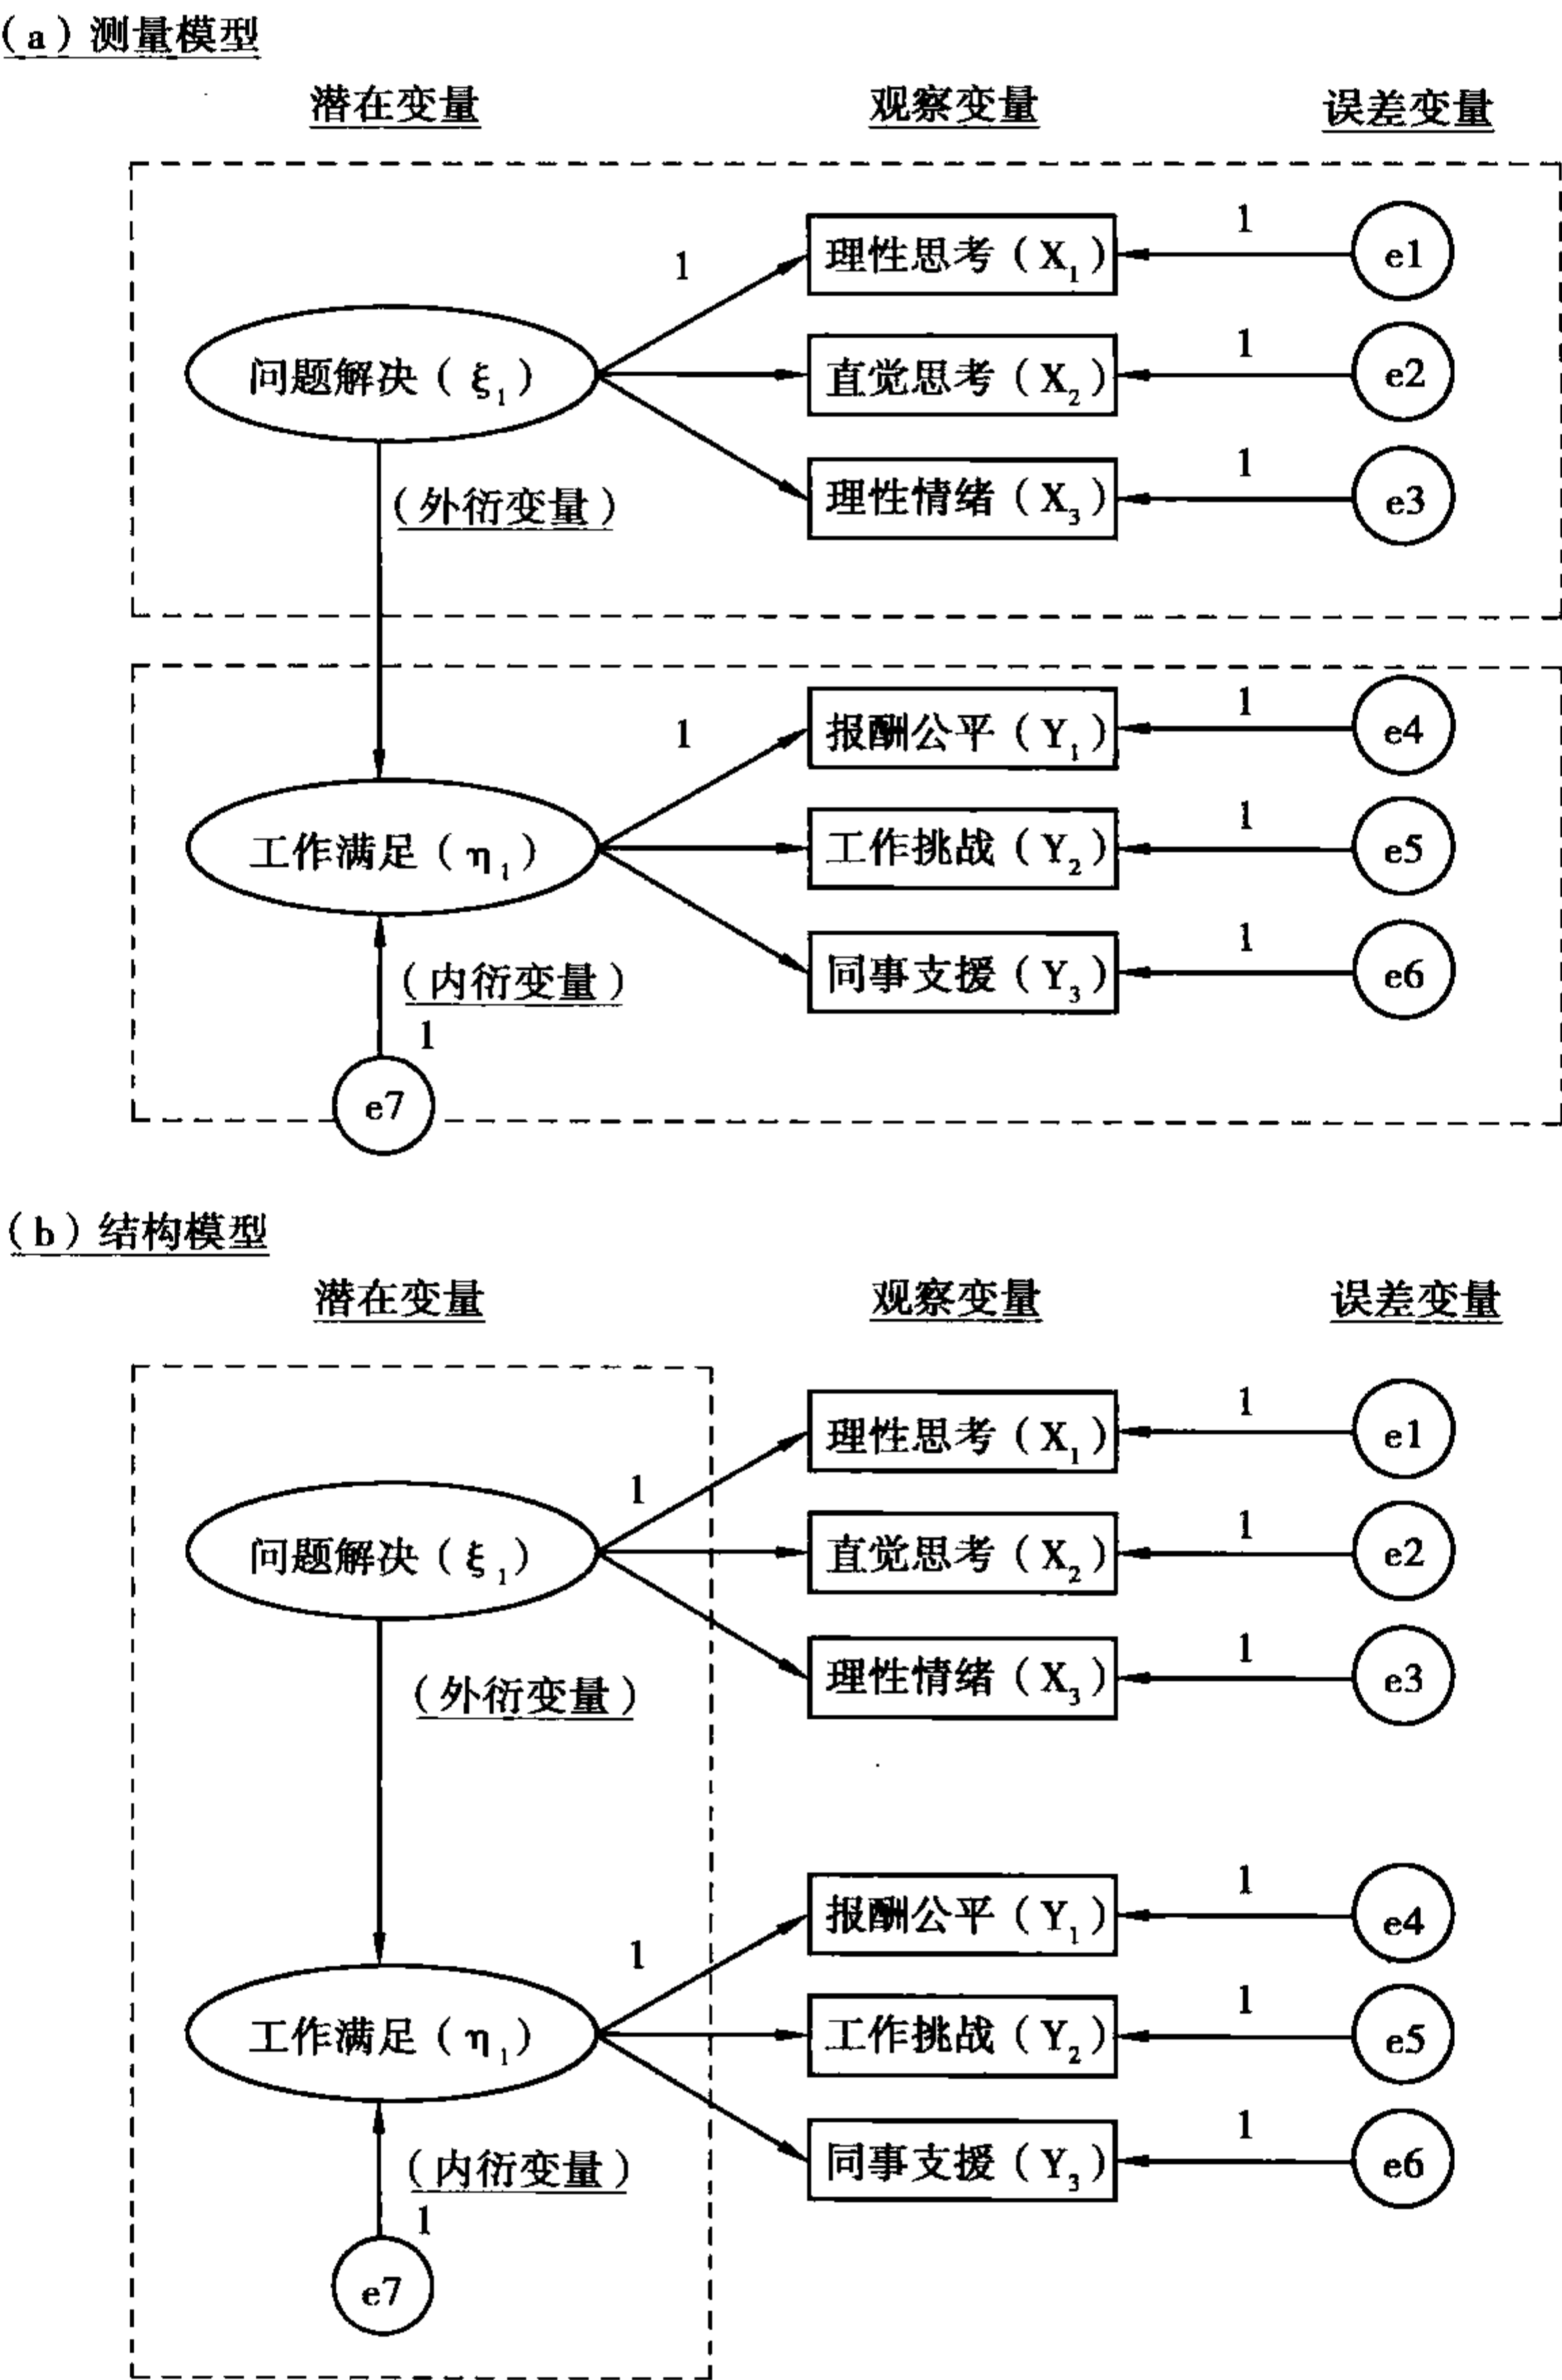 (a) 测量模型
潜在变量 观察变量 误差变量
1 理性思考(X₁) 1 e1
问题解决(ξ₁) 直觉思考(X₂) 1 e2
(外衍变量) 理性情绪(X₃) 1 e3
1 报酬公平(Y₁) 1 e4
工作满足(η₁) 工作挑战(Y₂) 1 e5
(内衍变量) 同事支援(Y₃) 1 e6
1
e7
(b) 结构模型
潜在变量 观察变量 误差变量
1 理性思考(X₁) 1 e1
问题解决(ξ₁) 直觉思考(X₂) 1 e2
(外衍变量) 理性情绪(X₃) 1 e3
1 报酬公平(Y₁) 1 e4
工作满足(η₁) 工作挑战(Y₂) 1 e5
(内衍变量) 同事支援(Y₃) 1 e6
1
e7